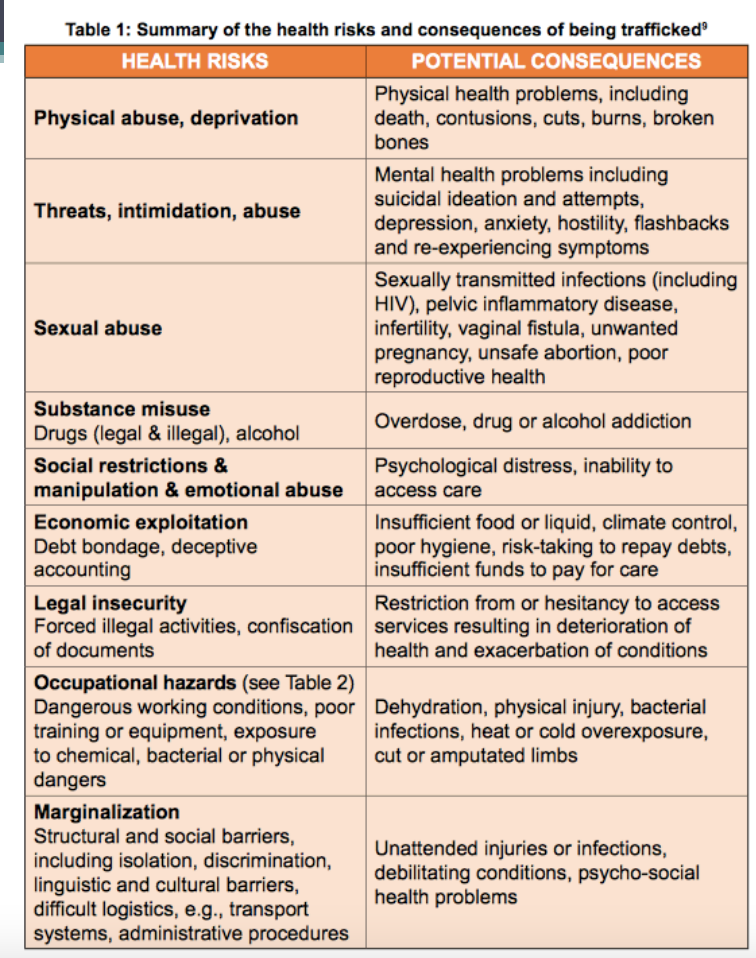 Table 1: Summary of the health risks and consequences of being trafficked⁹
HEALTH RISKS
POTENTIAL CONSEQUENCES
Physical abuse, deprivation
Physical health problems, including
death, contusions, cuts, burns, broken
bones
Threats, intimidation, abuse
Mental health problems including
suicidal ideation and attempts,
depression, anxiety, hostility, flashbacks
and re-experiencing symptoms
Sexual abuse
Sexually transmitted infections (including
HIV), pelvic inflammatory disease,
infertility, vaginal fistula, unwanted
pregnancy, unsafe abortion, poor
reproductive health
Substance misuse
Drugs (legal & illegal), alcohol
Overdose, drug or alcohol addiction
Social restrictions &
manipulation & emotional abuse
Psychological distress, inability to
access care
Economic exploitation
Debt bondage, deceptive
accounting
Insufficient food or liquid, climate control,
poor hygiene, risk-taking to repay debts,
insufficient funds to pay for care
Legal insecurity
Forced illegal activities, confiscation
of documents
Restriction from or hesitancy to access
services resulting in deterioration of
health and exacerbation of conditions
Occupational hazards (see Table 2)
Dangerous working conditions, poor
training or equipment, exposure
to chemical, bacterial or physical
dangers
Dehydration, physical injury, bacterial
infections, heat or cold overexposure,
cut or amputated limbs
Marginalization
Structural and social barriers,
including isolation, discrimination,
linguistic and cultural barriers,
difficult logistics, e.g., transport
systems, administrative procedures
Unattended injuries or infections,
debilitating conditions, psycho-social
health problems